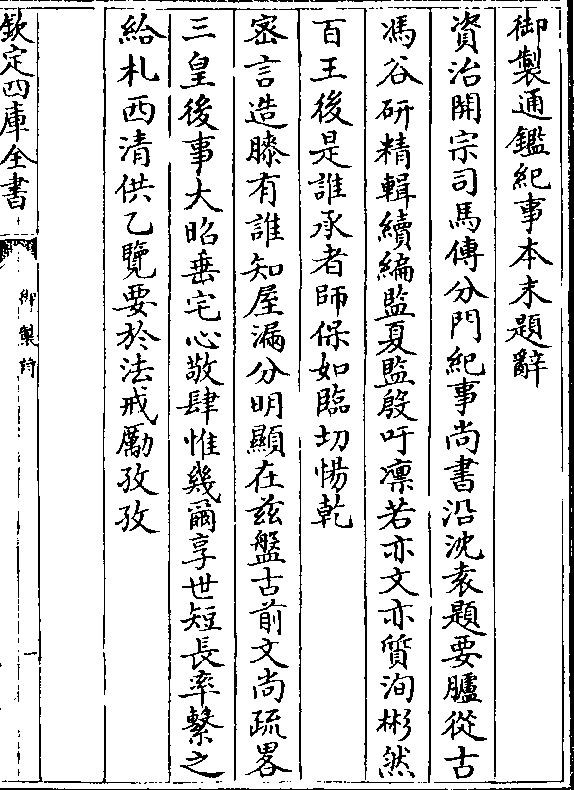 御製通鑑紀事本末題辭
資治開宗司馬傳分門紀事尚書沿沈袁題要臚從古
馮谷研精輯續編監夏監殷吁凛若亦文亦質洵彬然
百王後是誰承者師保如臨切惕乾
密言造膝有誰知屋漏分明顯在兹盤古前文尚疏畧
三皇後事大昭垂宅心敬肆惟幾爾享世短長率繫之
給札西清供乙覽要於法戒勵孜孜
欽定四庫全書
御製詩
一